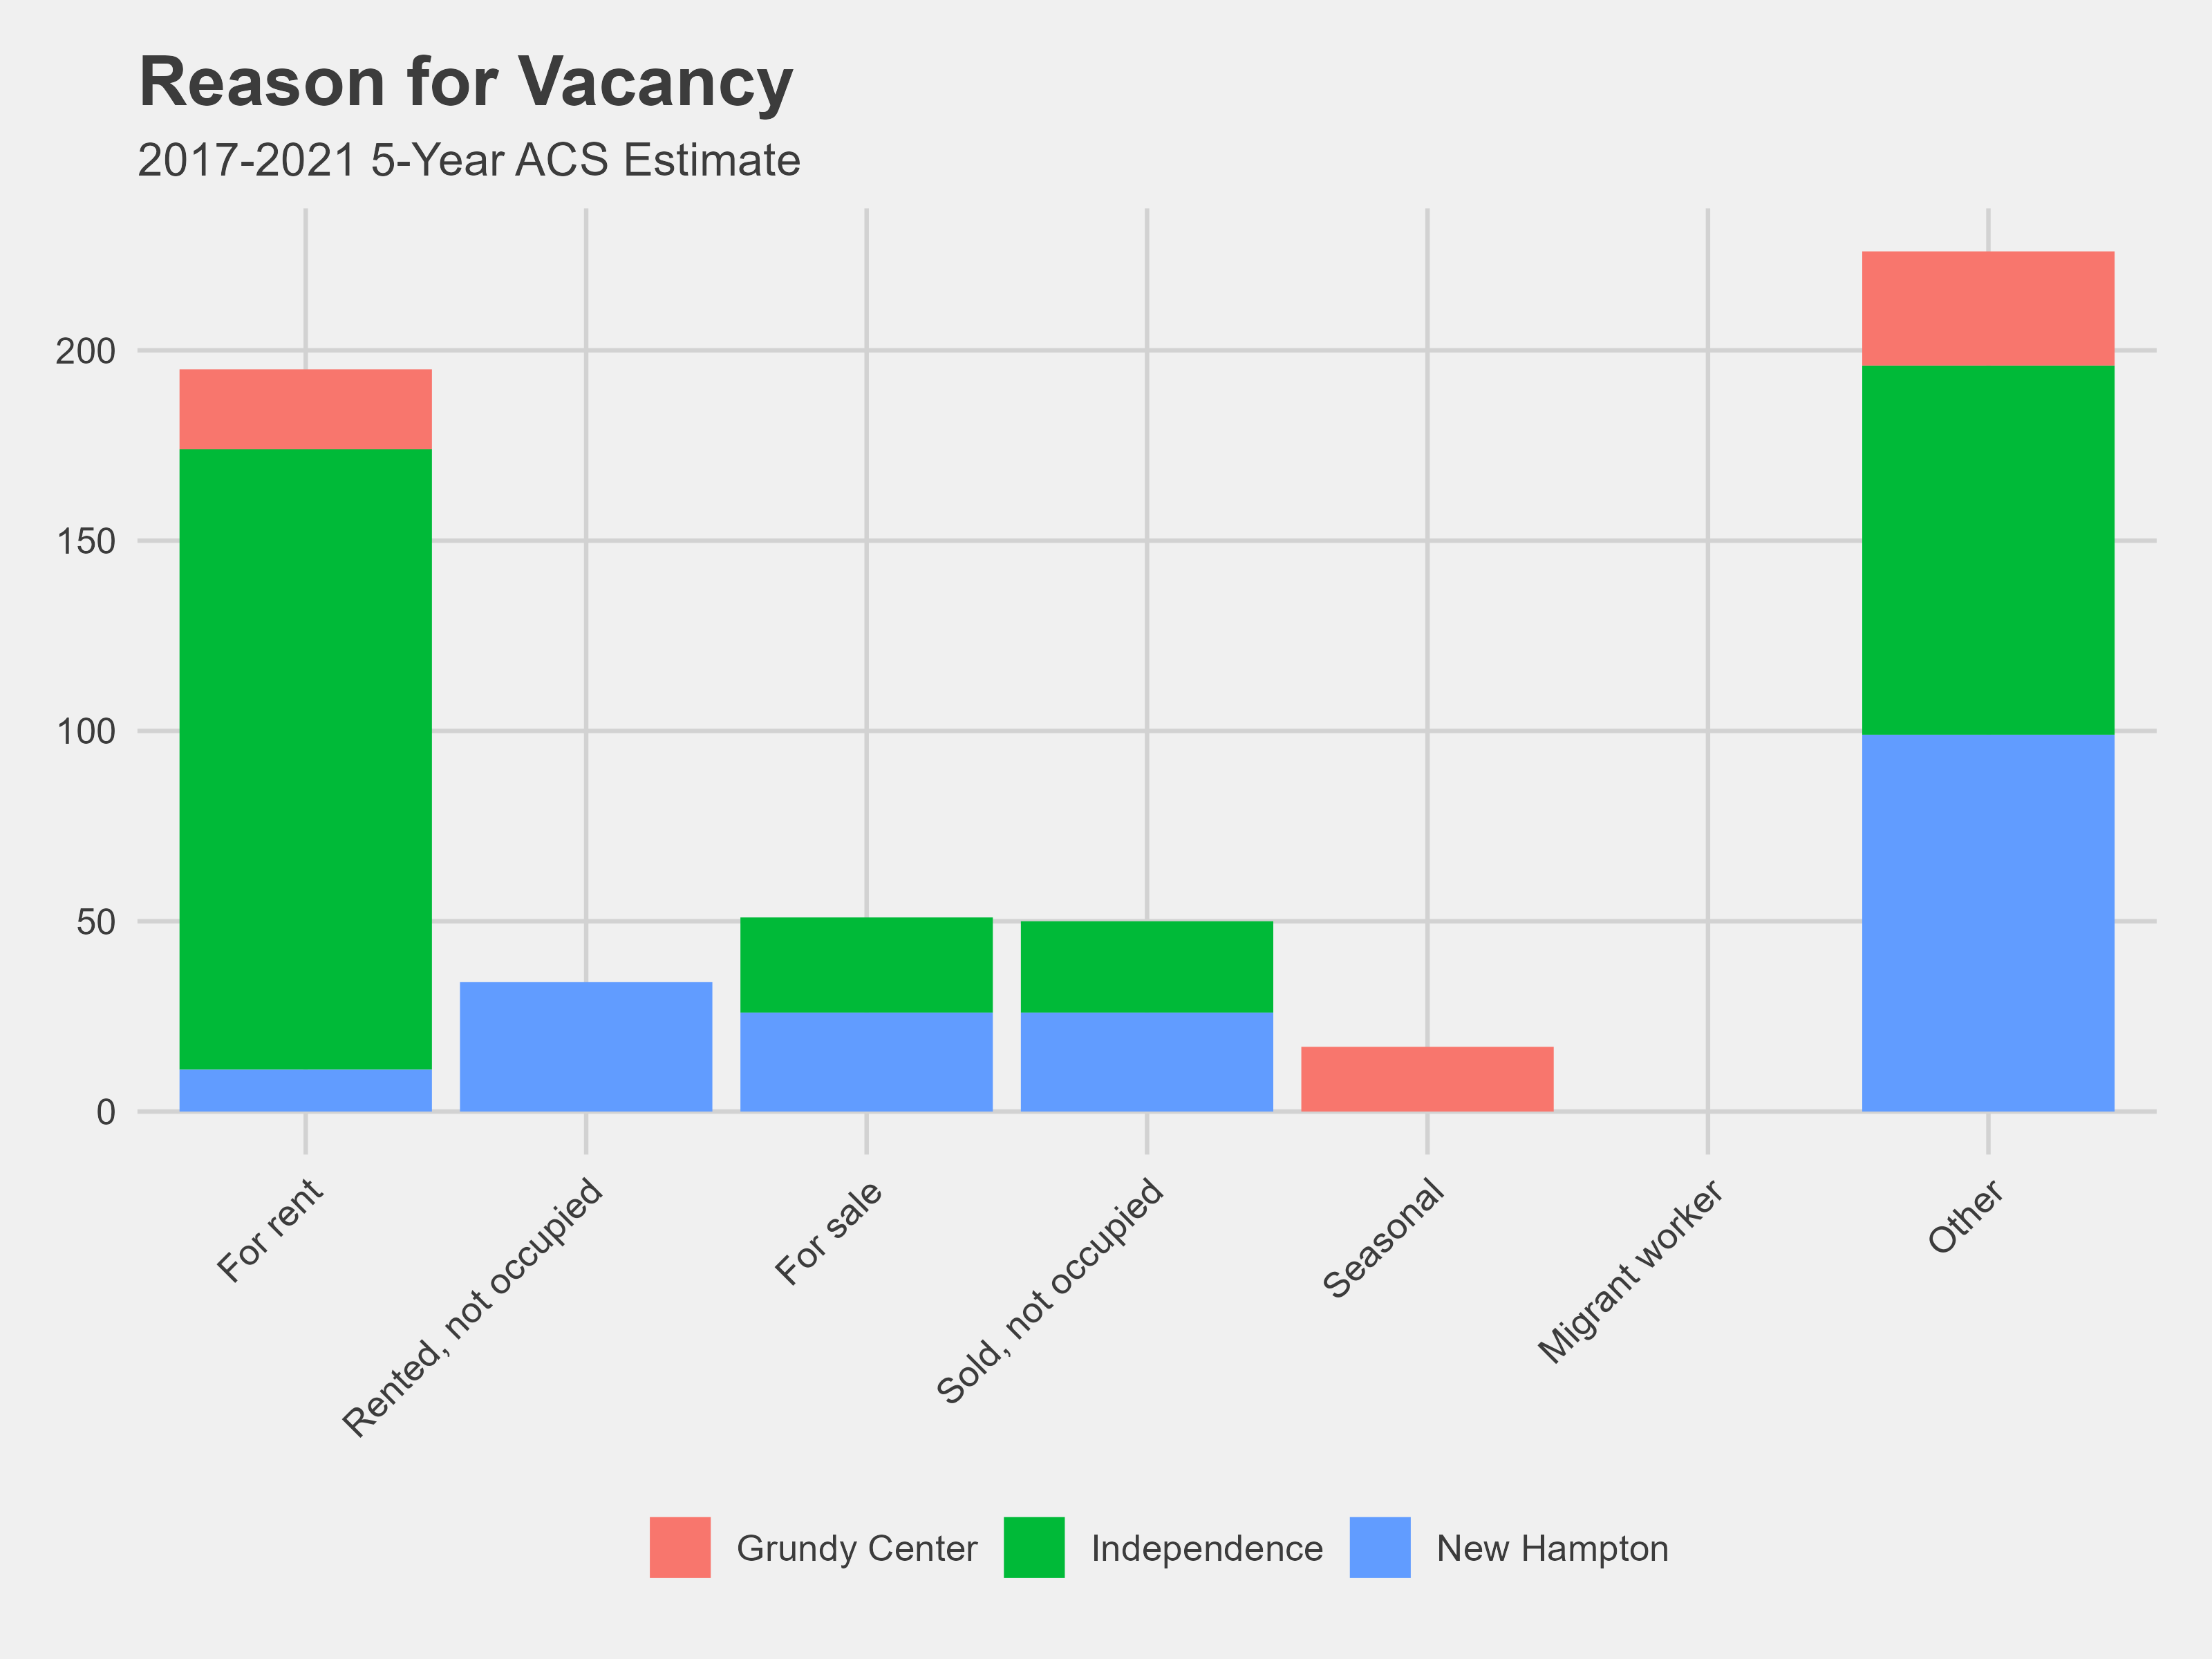 Reason for Vacancy
2017-2021 5-Year ACS Estimate
200
150
100
50
0
For rent
Rented, not occupied
For sale
Sold, not occupied
Seasonal
Migrant worker
Other
Grundy Center
Independence
New Hampton